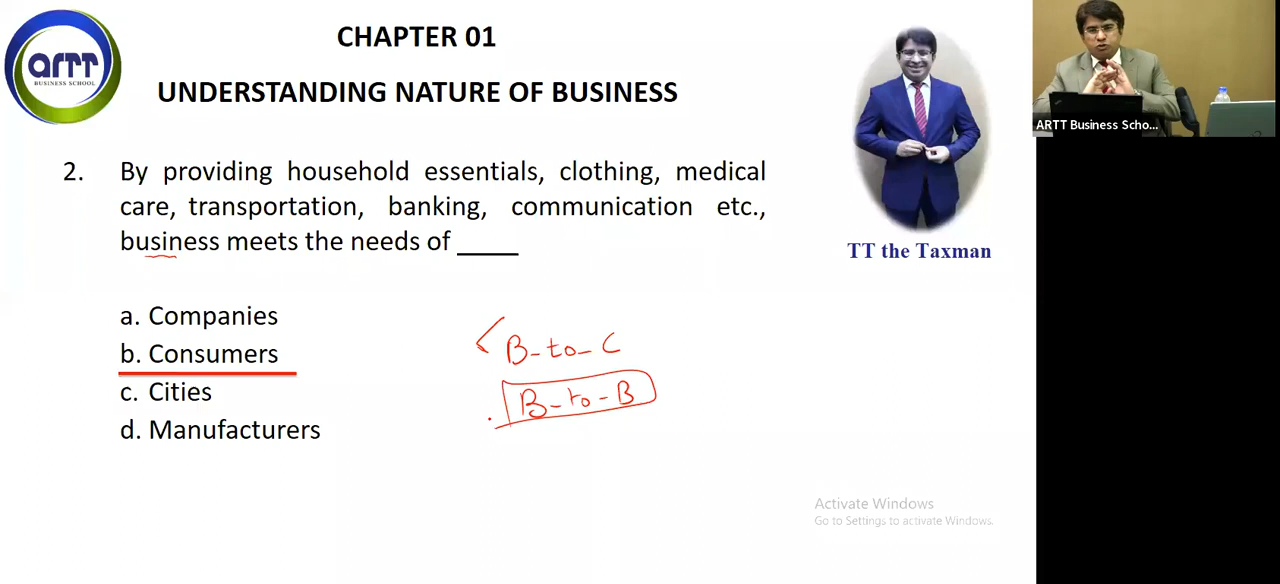 CHAPTER 01
UNDERSTANDING NATURE OF BUSINESS
ARTT
BUSINESS SCHOOL
2. By providing household essentials, clothing, medical
care, transportation, banking, communication etc.,
business meets the needs of _____
a. Companies
b. Consumers
c. Cities
d. Manufacturers
B-to-C
B-to-B
TT the Taxman
ARTT Business Scho...
Activate Windows
Go to Settings to activate Windows.